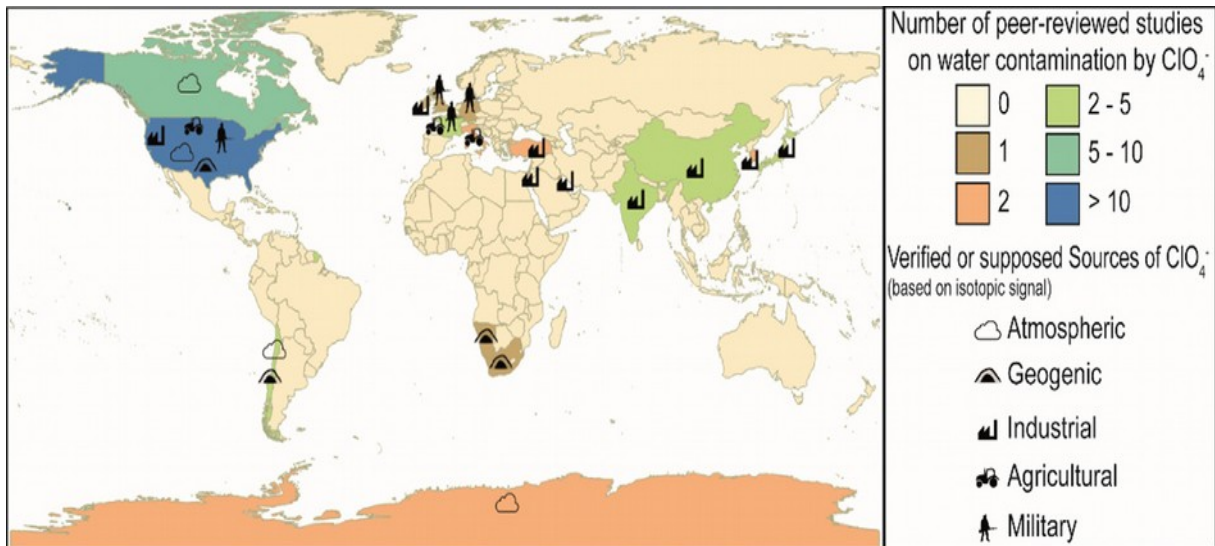 Number of peer-reviewed studies
on water contamination by ClO₄⁻
0
2 - 5
1
5 - 10
2
> 10
Verified or supposed Sources of ClO₄⁻
(based on isotopic signal)
Atmospheric
Geogenic
Industrial
Agricultural
Military